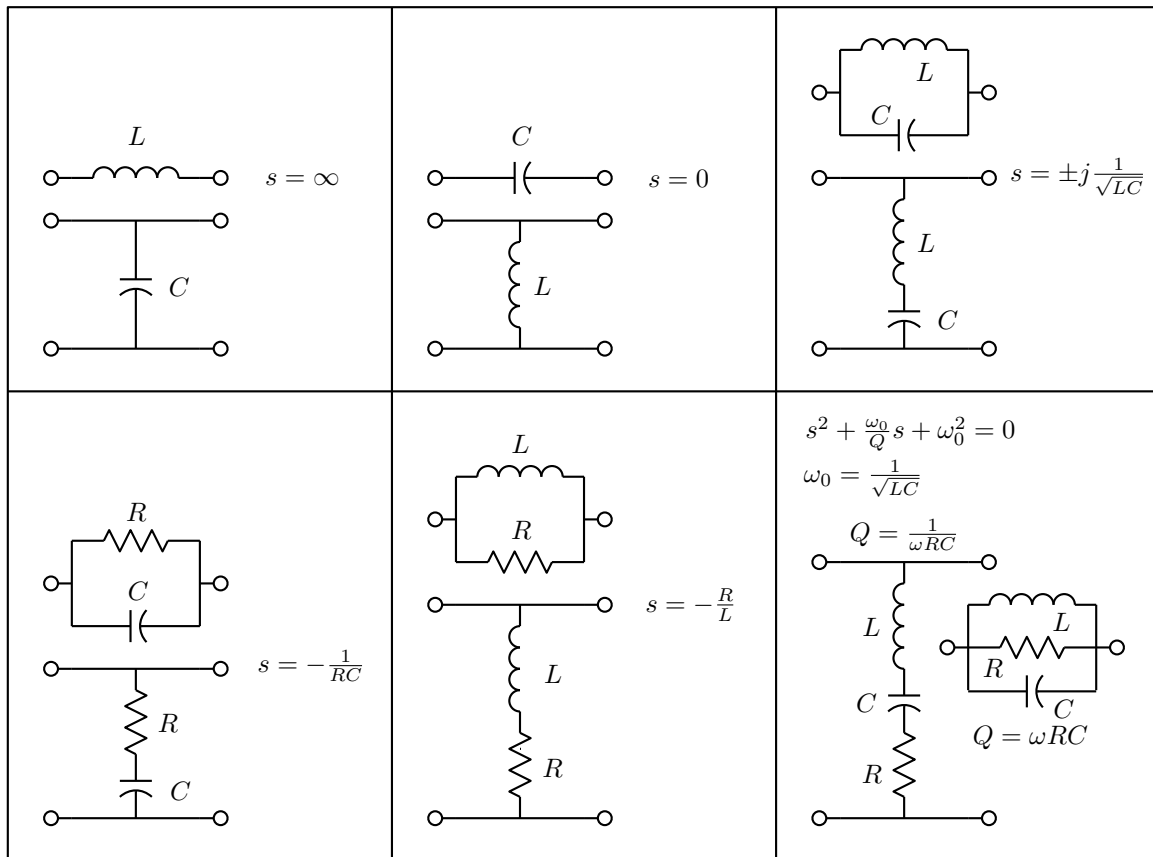 L
s = ∞
C
C
s = 0
L
L
C
s = ±j 1/√LC
L
C
R
C
s = −1/RC
R
C
L
R
s = −R/L
L
R
s² + ω₀/Q s + ω₀² = 0
ω₀ = 1/√LC
Q = 1/ωRC
L
C
R
L
R
C
Q = ωRC